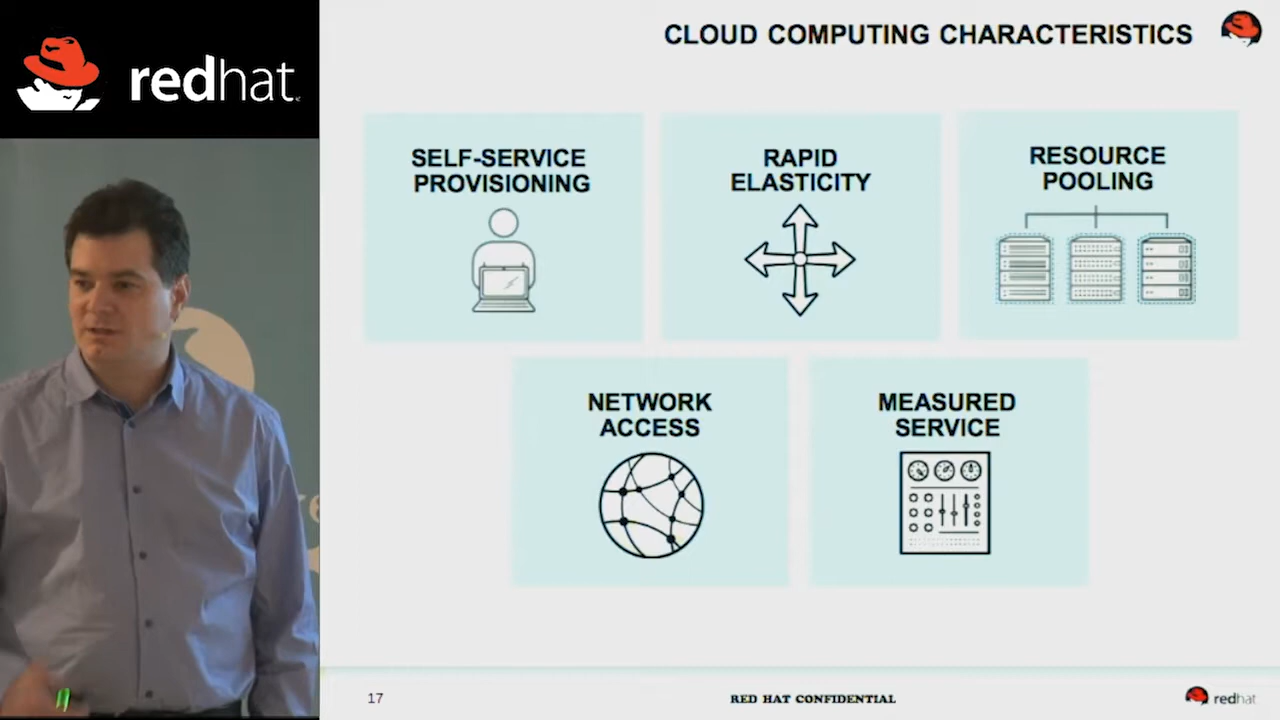 redhat.
CLOUD COMPUTING CHARACTERISTICS
SELF-SERVICE
PROVISIONING
RAPID
ELASTICITY
RESOURCE
POOLING
NETWORK
ACCESS
MEASURED
SERVICE
17
RED HAT CONFIDENTIAL
redhat